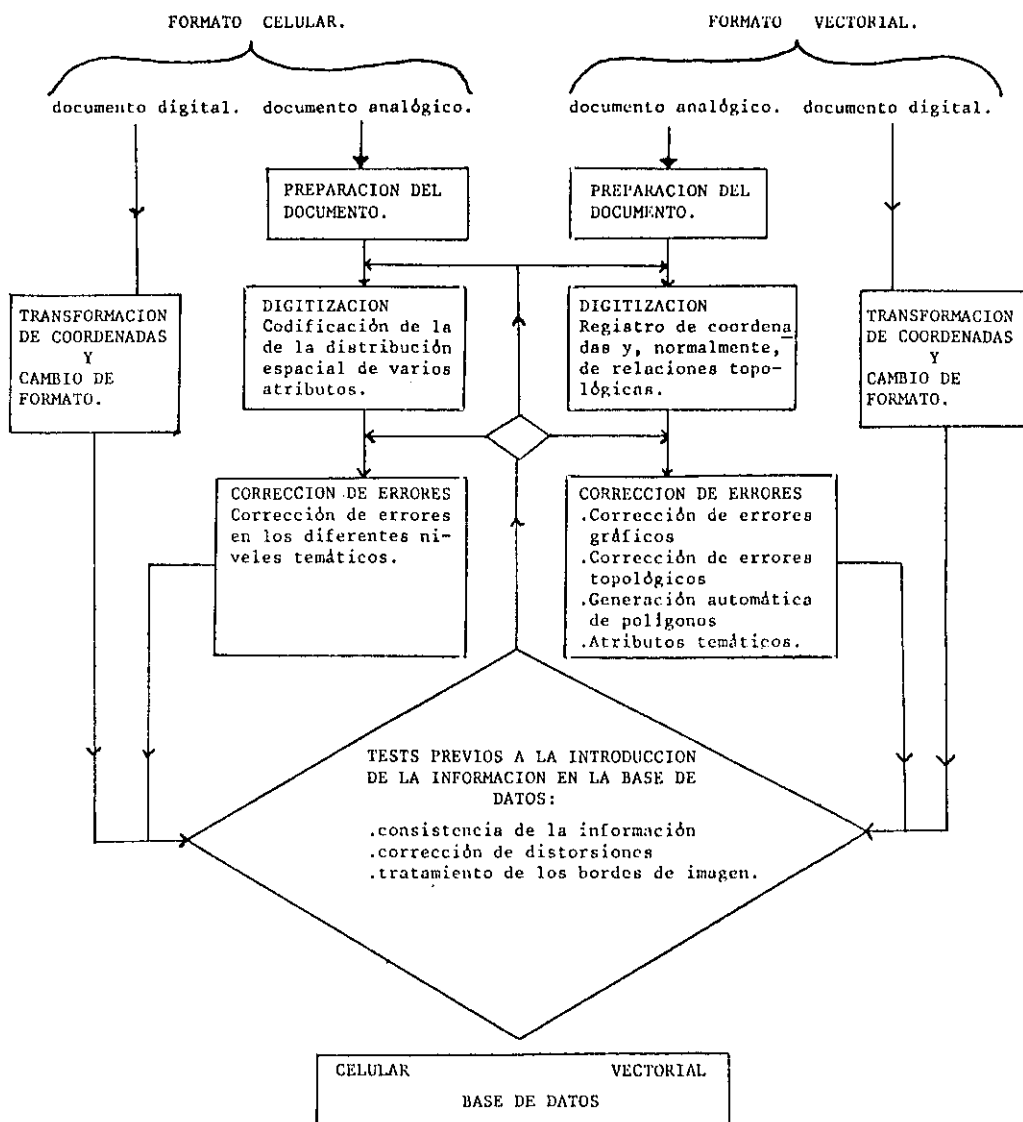 FORMATO CELULAR.
FORMATO VECTORIAL.
documento digital.
documento analógico.
documento analógico.
documento digital.
PREPARACION DEL
DOCUMENTO.
PREPARACION DEL
DOCUMENTO.
TRANSFORMACION
DE COORDENADAS
Y
CAMBIO DE
FORMATO.
DIGITIZACION
Codificación de la
de la distribución
espacial de varios
atributos.
DIGITIZACION
Registro de coordena
das y, normalmente,
de relaciones topo-
lógicas.
TRANSFORMACION
DE COORDENADAS
Y
CAMBIO DE
FORMATO.
CORRECCION DE ERRORES
Corrección de errores
en los diferentes ni-
veles temáticos.
CORRECCION DE ERRORES
.Corrección de errores
gráficos
.Corrección de errores
topológicos
.Generación automática
de polígonos
.Atributos temáticos.
TESTS PREVIOS A LA INTRODUCCION
DE LA INFORMACION EN LA BASE DE
DATOS:
.consistencia de la información
.corrección de distorsiones
.tratamiento de los bordes de imagen.
CELULAR
VECTORIAL
BASE DE DATOS